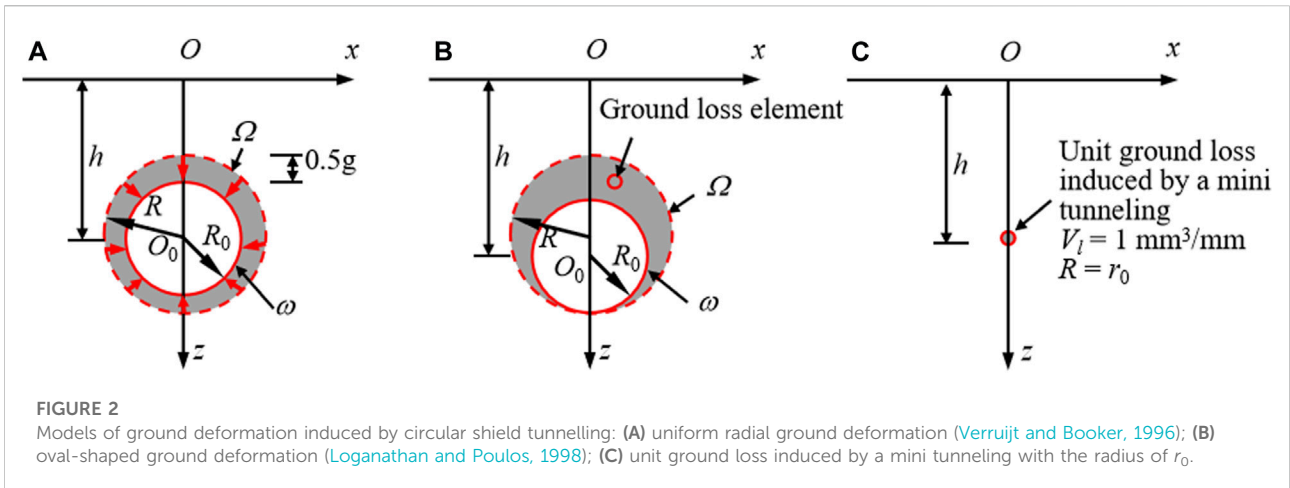 A
O
x
h
Ω
0.5g
R
R0
O0
ω
z
B
O
x
Ground loss element
h
Ω
R
R0
O0
ω
z
C
O
x
h
Unit ground loss
induced by a mini
tunneling
Vl = 1 mm³/mm
R = r0
z
FIGURE 2
Models of ground deformation induced by circular shield tunnelling: (A) uniform radial ground deformation (Verruijt and Booker, 1996); (B)
oval-shaped ground deformation (Loganathan and Poulos, 1998); (C) unit ground loss induced by a mini tunneling with the radius of r0.